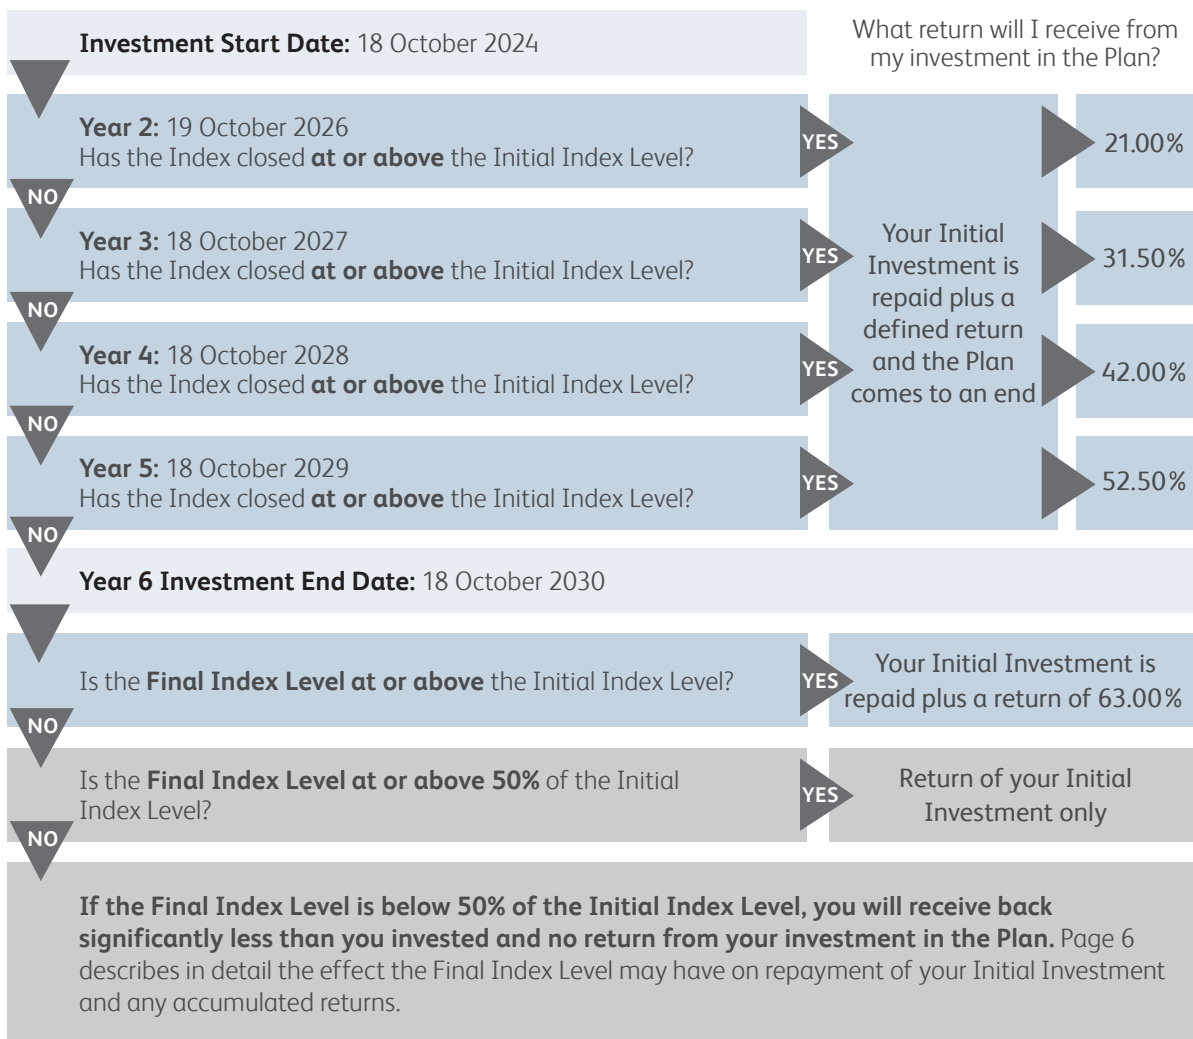 Investment Start Date: 18 October 2024
What return will I receive from
my investment in the Plan?
Year 2: 19 October 2026
Has the Index closed at or above the Initial Index Level?
YES
21.00%
NO
Year 3: 18 October 2027
Has the Index closed at or above the Initial Index Level?
YES
31.50%
NO
Year 4: 18 October 2028
Has the Index closed at or above the Initial Index Level?
YES
42.00%
NO
Year 5: 18 October 2029
Has the Index closed at or above the Initial Index Level?
YES
52.50%
Your Initial
Investment is
repaid plus a
defined return
and the Plan
comes to an end
NO
Year 6 Investment End Date: 18 October 2030
Is the Final Index Level at or above the Initial Index Level?
YES
Your Initial Investment is
repaid plus a return of 63.00%
NO
Is the Final Index Level at or above 50% of the Initial
Index Level?
YES
Return of your Initial
Investment only
NO
If the Final Index Level is below 50% of the Initial Index Level, you will receive back
significantly less than you invested and no return from your investment in the Plan. Page 6
describes in detail the effect the Final Index Level may have on repayment of your Initial Investment
and any accumulated returns.